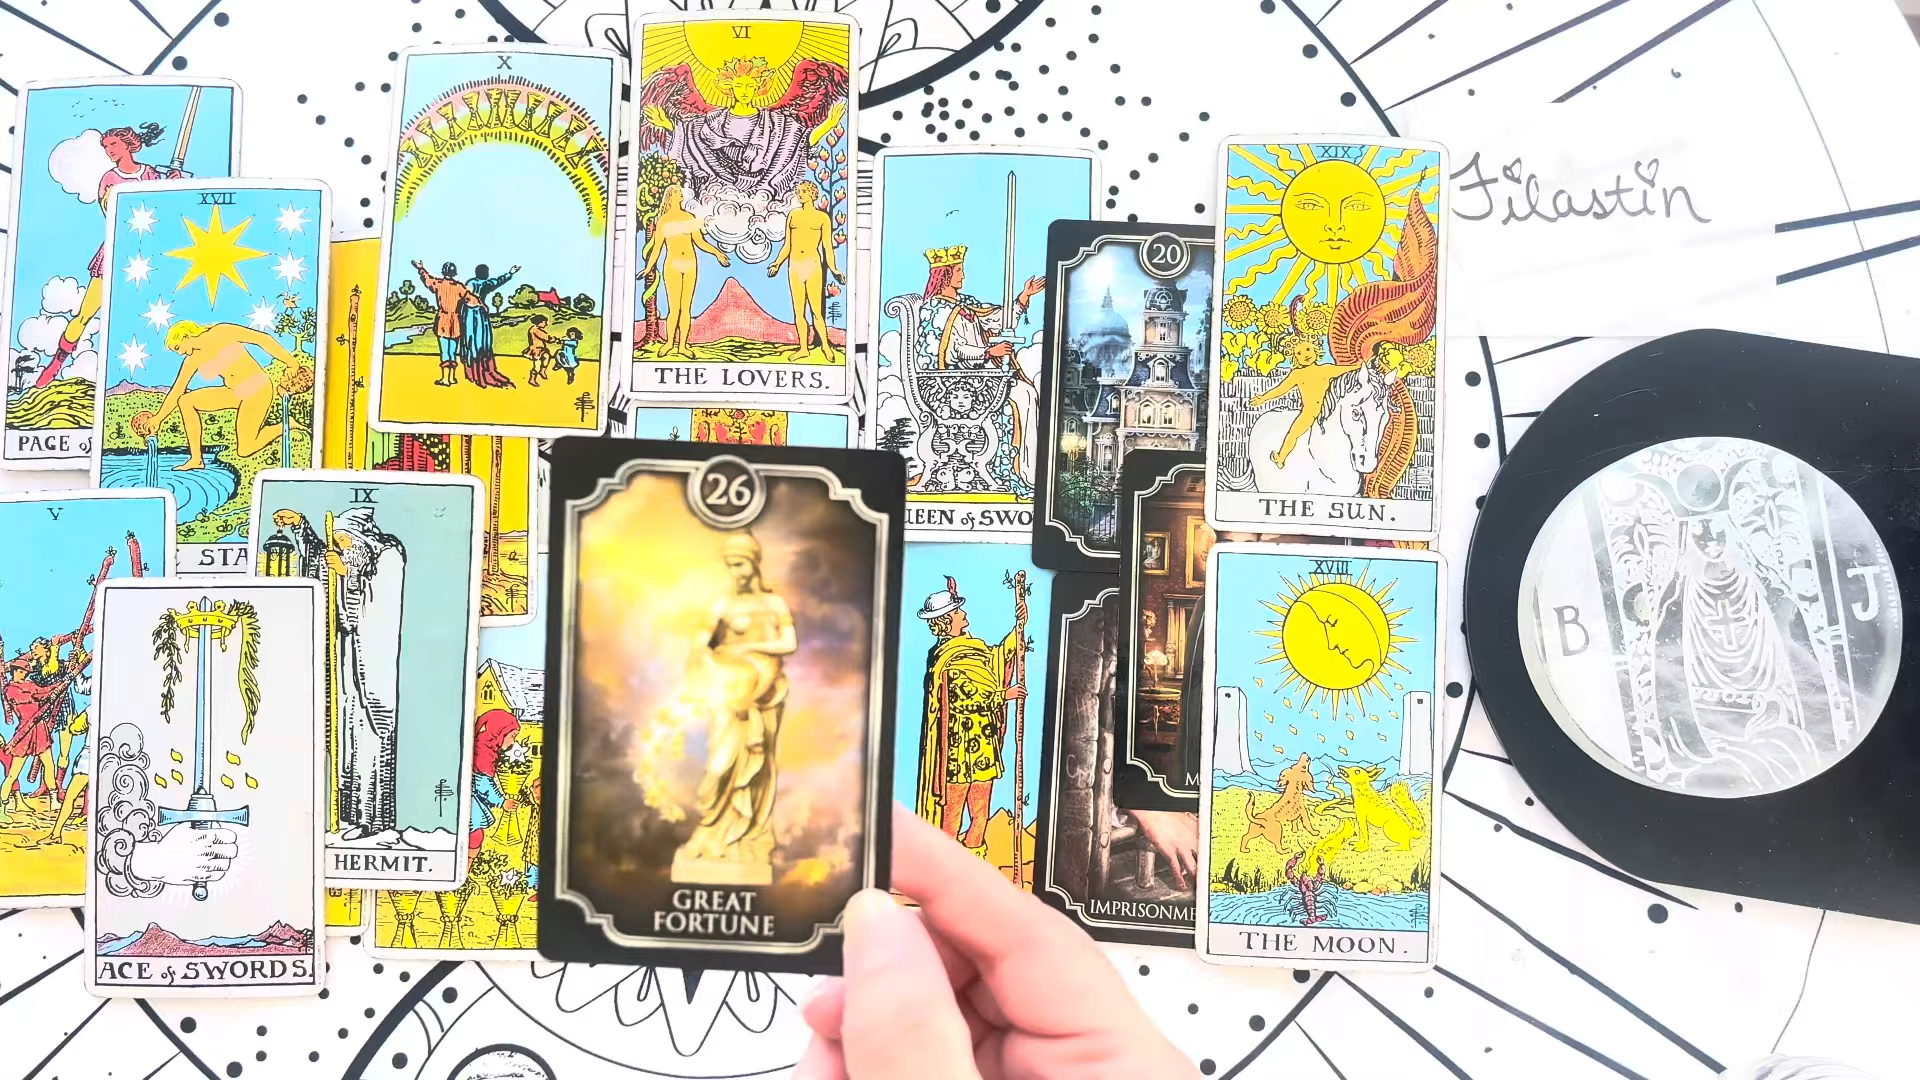 VI
X
XIX
Filastin
XVII
20
THE LOVERS.
PAGE of
26
V
IX
UEEN of SWO
THE SUN.
STA
XVIII
B
J
HERMIT.
M
GREAT
FORTUNE
IMPRISONME
THE MOON.
ACE of SWORDS.